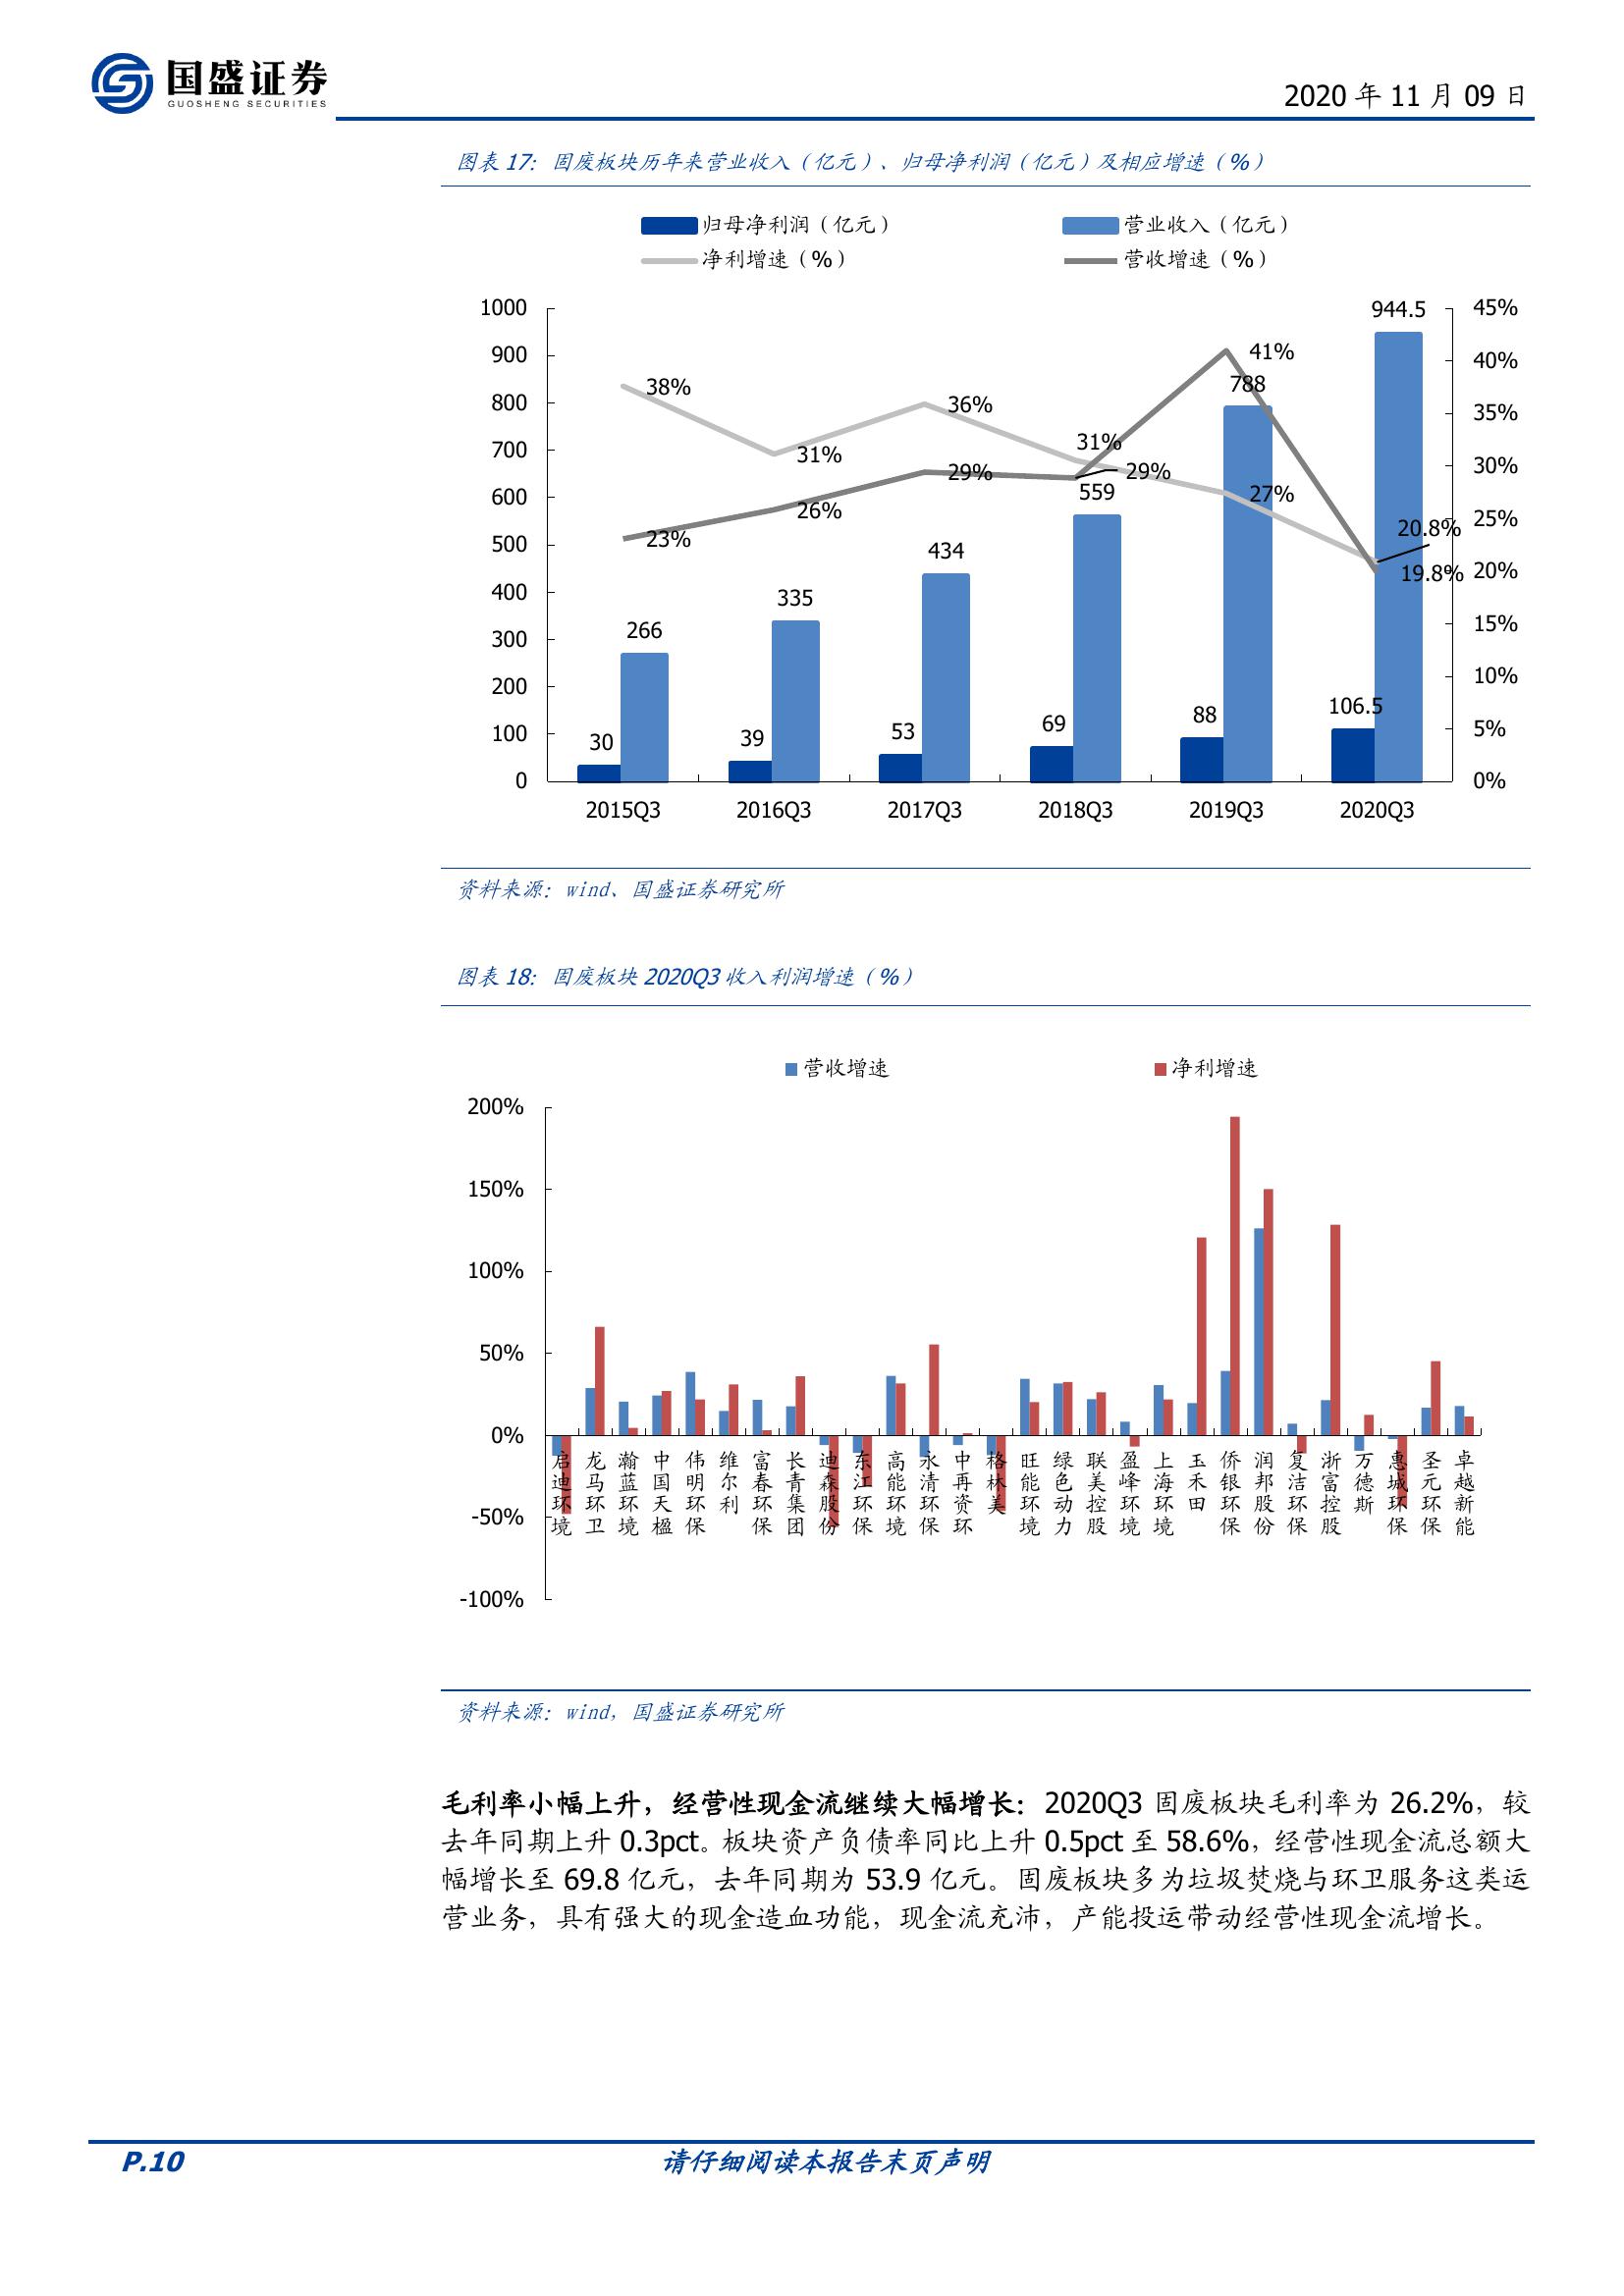 国盛证券
GUOSHENG SECURITIES
2020 年 11 月 09 日
图表 17： 固废板块历年来营业收入（亿元）、归母净利润（亿元）及相应增速（%）
归母净利润（亿元） 营业收入（亿元）
净利增速（%） 营收增速（%）
1000
900
800
700
600
500
400
300
200
100
0
45%
40%
35%
30%
25%
20%
15%
10%
5%
0%
38% 31% 36% 31% 27% 20.8%
23% 26% 29% 29% 41% 19.8%
266 335 434 559 788 944.5
30 39 53 69 88 106.5
2015Q3 2016Q3 2017Q3 2018Q3 2019Q3 2020Q3
资料来源：wind、国盛证券研究所
图表 18： 固废板块 2020Q3 收入利润增速（%）
营收增速 净利增速
200%
150%
100%
50%
0%
-50%
-100%
启迪环境
龙马环卫
瀚蓝环境
中国天楹
伟明环保
维尔利
富春环保
长青集团
迪森股份
东江环保
高能环境
永清环保
中再资环
格林美
旺能环境
绿色动力
联美控股
盈峰环境
上海环境
玉禾田
侨银环保
润邦股份
复洁环保
浙富控股
万德斯
惠城环保
圣元环保
卓越新能
资料来源：wind，国盛证券研究所
毛利率小幅上升，经营性现金流继续大幅增长：2020Q3 固废板块毛利率为 26.2%，较
去年同期上升 0.3pct。板块资产负债率同比上升 0.5pct 至 58.6%，经营性现金流总额大
幅增长至 69.8 亿元，去年同期为 53.9 亿元。固废板块多为垃圾焚烧与环卫服务这类运
营业务，具有强大的现金造血功能，现金流充沛，产能投运带动经营性现金流增长。
P.10 请仔细阅读本报告末页声明